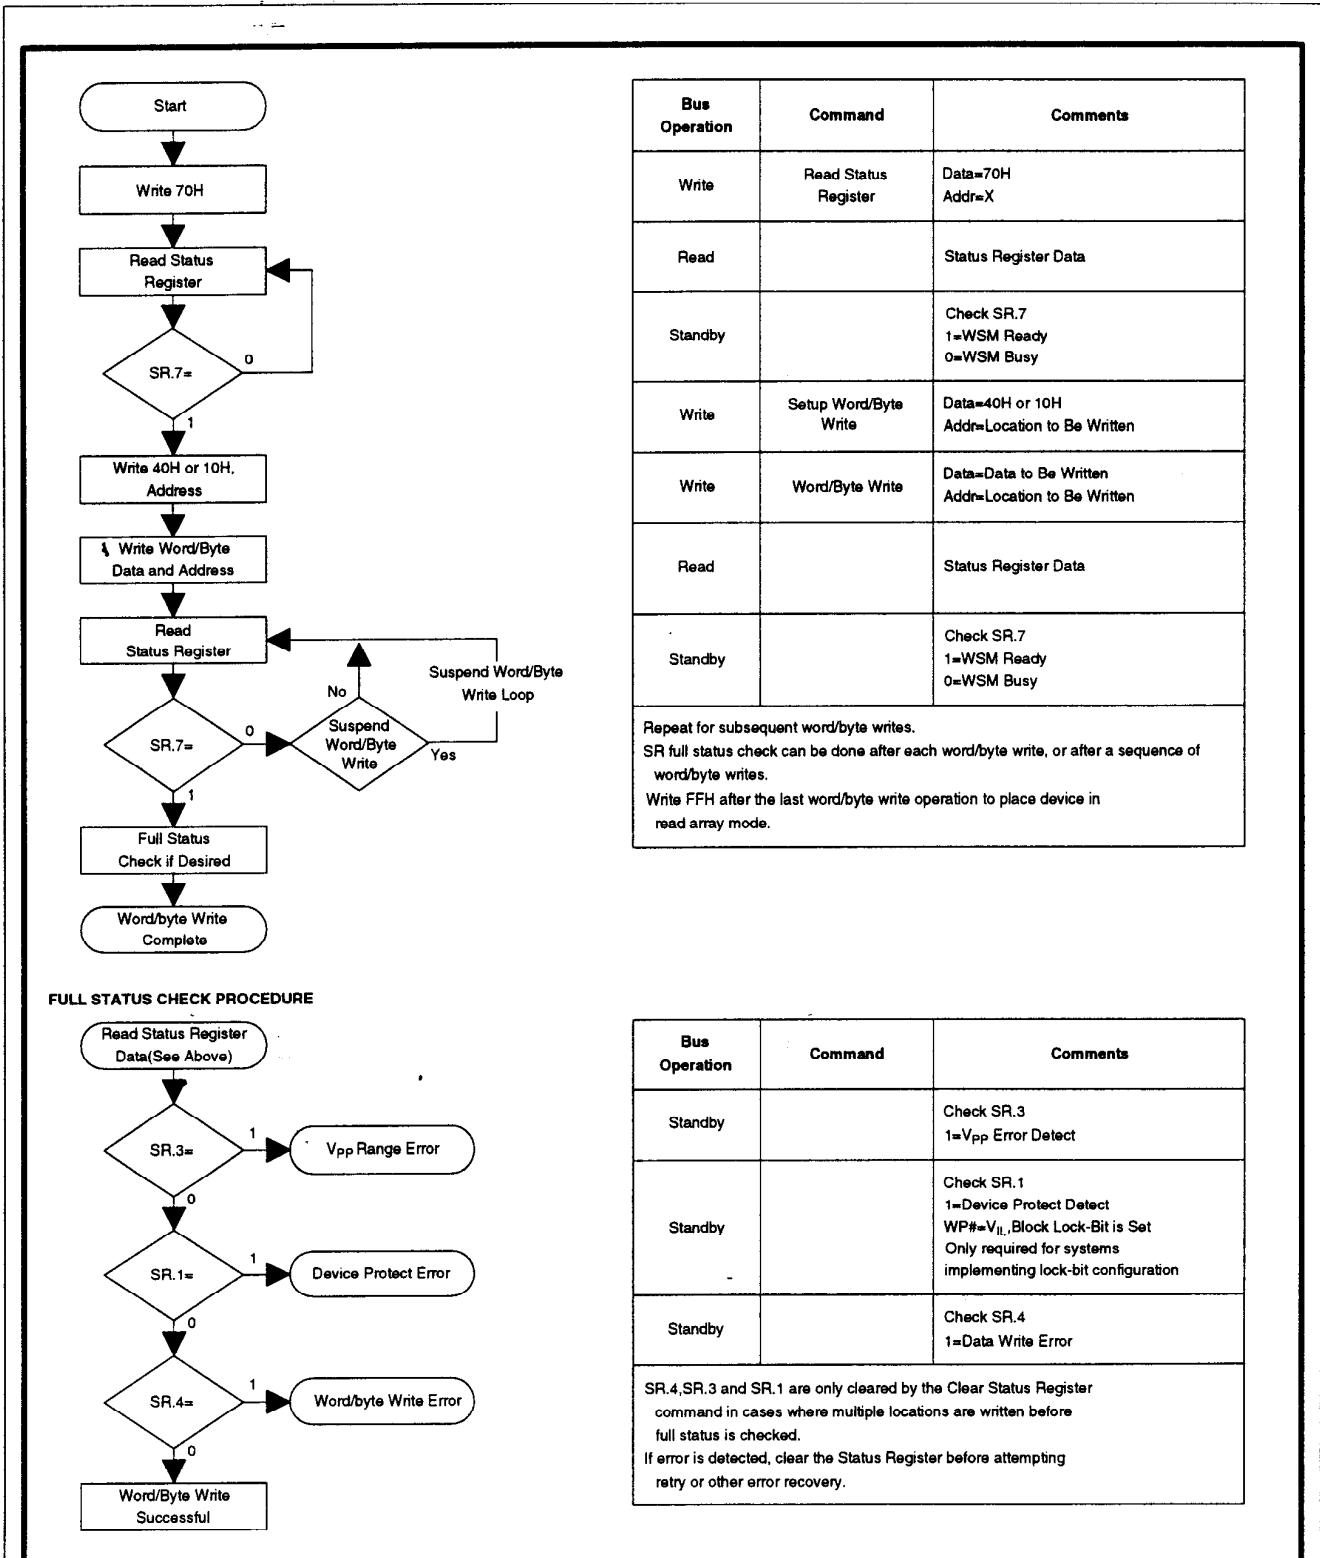 Start
Write 70H
Read Status
Register
SR.7=
0
1
Write 40H or 10H,
Address
Write Word/Byte
Data and Address
Read
Status Register
SR.7=
0
1
Suspend
Word/Byte
Write
No
Yes
Suspend Word/Byte
Write Loop
Full Status
Check if Desired
Word/byte Write
Complete
Bus
Operation
Command
Comments
Write
Read Status
Register
Data=70H
Addr=X
Read
Status Register Data
Standby
Check SR.7
1=WSM Ready
0=WSM Busy
Write
Setup Word/Byte
Write
Data=40H or 10H
Addr=Location to Be Written
Write
Word/Byte Write
Data=Data to Be Written
Addr=Location to Be Written
Read
Status Register Data
Standby
Check SR.7
1=WSM Ready
0=WSM Busy
Repeat for subsequent word/byte writes.
SR full status check can be done after each word/byte write, or after a sequence of
word/byte writes.
Write FFH after the last word/byte write operation to place device in
read array mode.
FULL STATUS CHECK PROCEDURE
Read Status Register
Data(See Above)
SR.3=
1
VPP Range Error
0
SR.1=
1
Device Protect Error
0
SR.4=
1
Word/byte Write Error
0
Word/Byte Write
Successful
Bus
Operation
Command
Comments
Standby
Check SR.3
1=VPP Error Detect
Standby
Check SR.1
1=Device Protect Detect
WP#=VIL,Block Lock-Bit is Set
Only required for systems
implementing lock-bit configuration
Standby
Check SR.4
1=Data Write Error
SR.4,SR.3 and SR.1 are only cleared by the Clear Status Register
command in cases where multiple locations are written before
full status is checked.
If error is detected, clear the Status Register before attempting
retry or other error recovery.